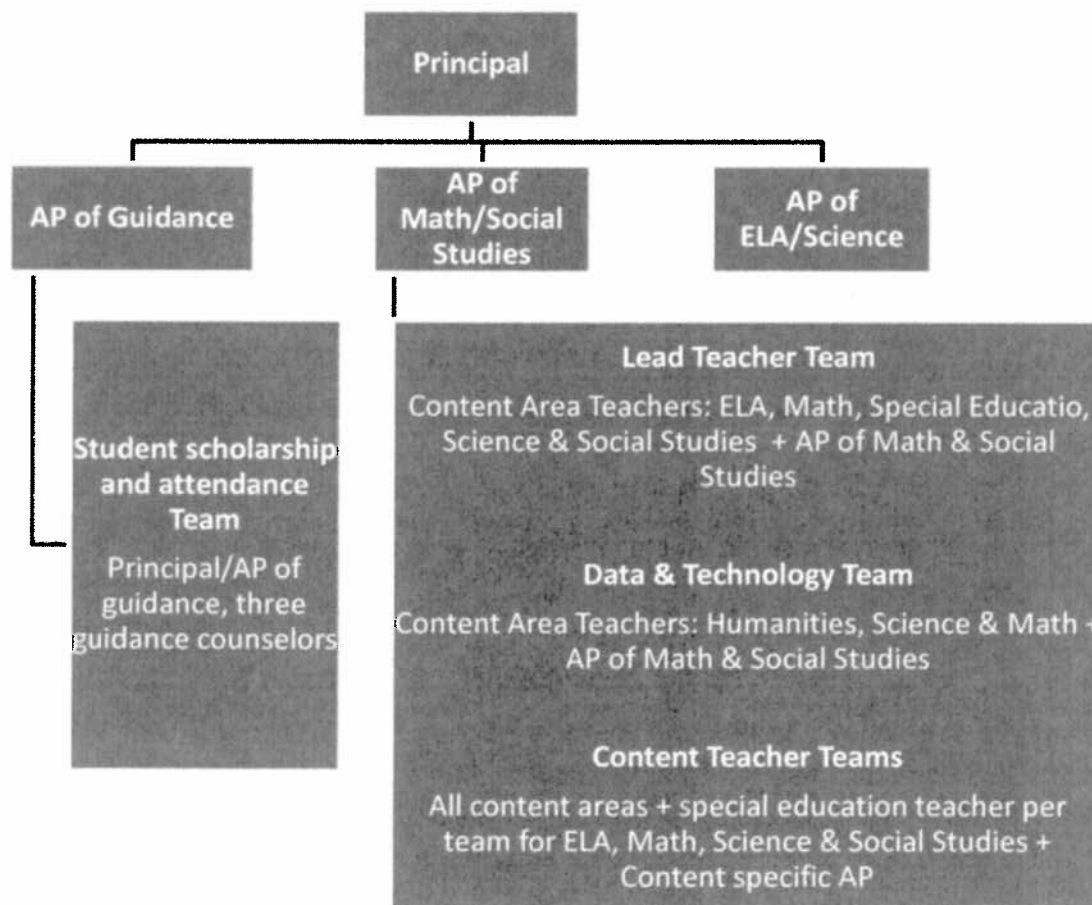 Principal
AP of Guidance
AP of
Math/Social
Studies
AP of
ELA/Science
Student scholarship
and attendance
Team
Principal/AP of
guidance, three
guidance counselors
Lead Teacher Team
Content Area Teachers: ELA, Math, Special Educatio
Science & Social Studies + AP of Math & Social
Studies
Data & Technology Team
Content Area Teachers: Humanities, Science & Math
AP of Math & Social Studies
Content Teacher Teams
All content areas + special education teacher per
team for ELA, Math, Science & Social Studies +
Content specific AP